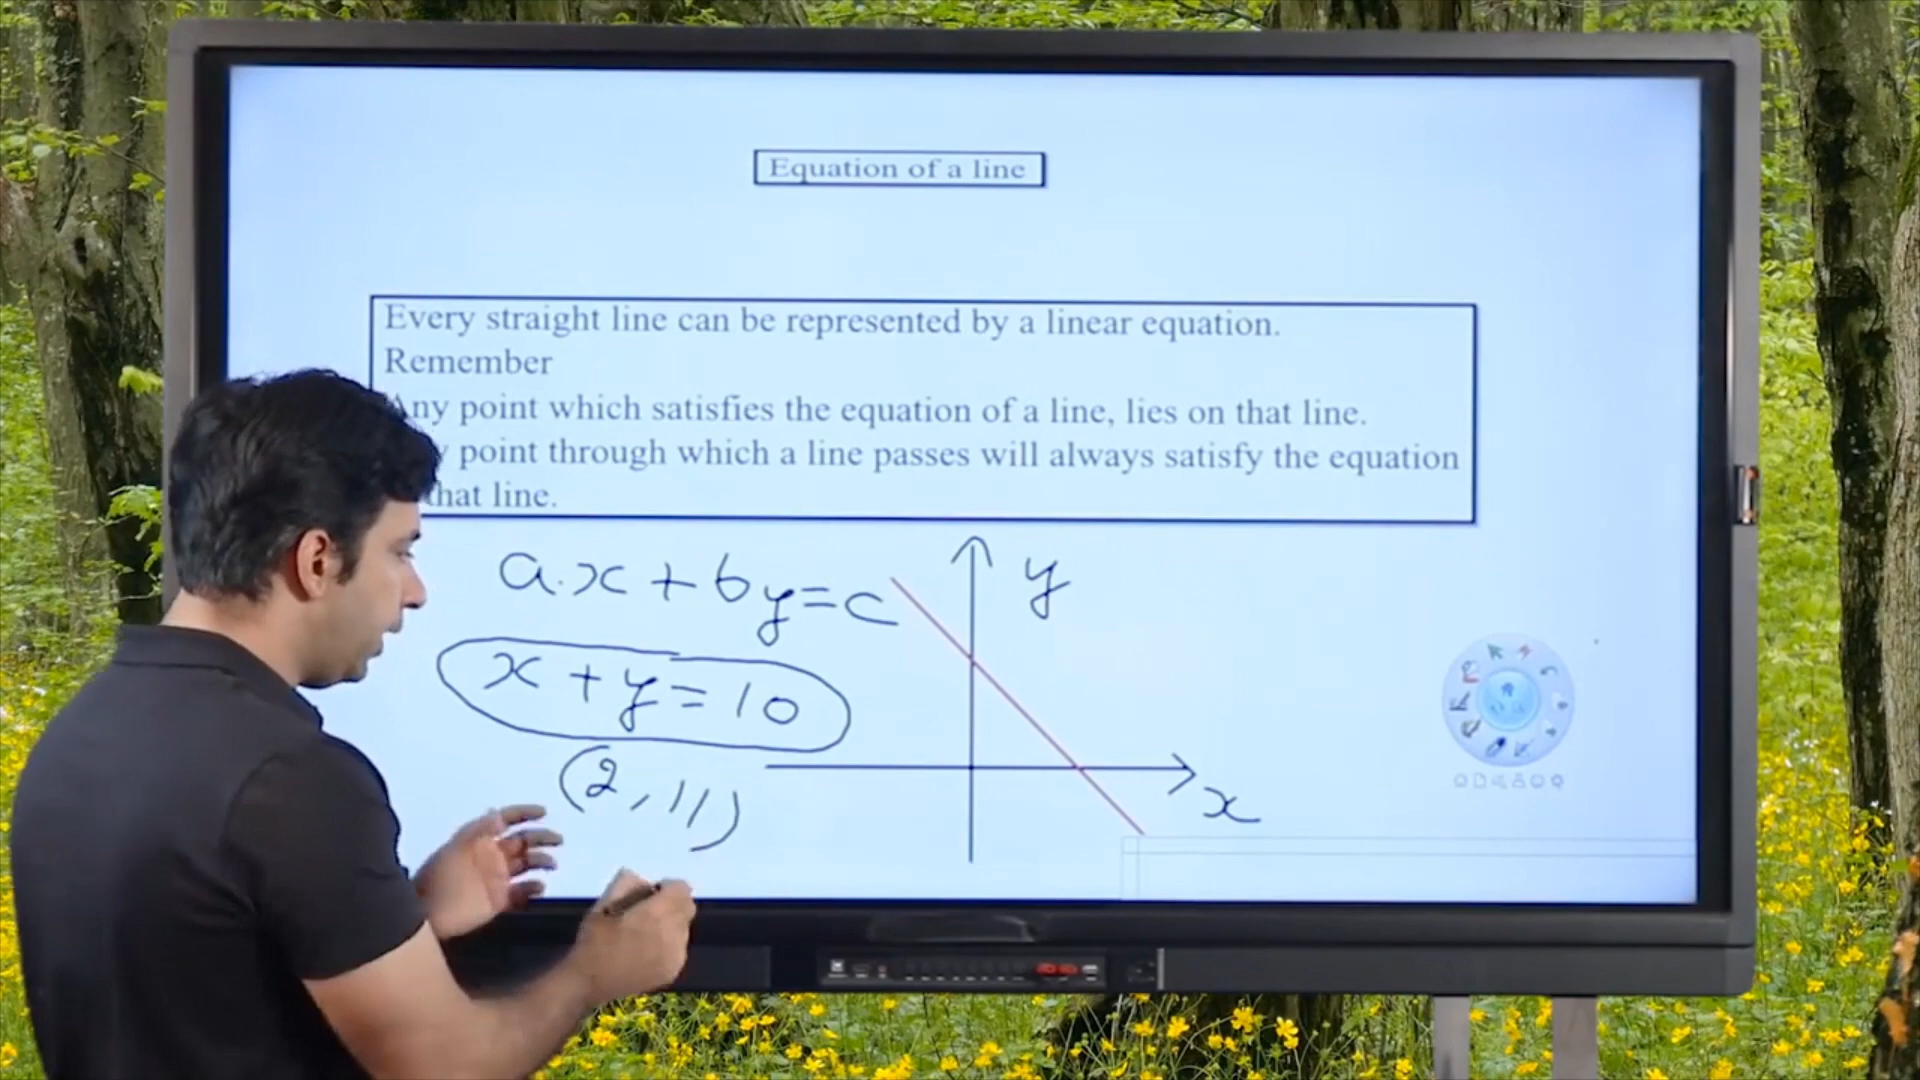 Equation of a line
Every straight line can be represented by a linear equation.
Remember
Any point which satisfies the equation of a line, lies on that line.
point through which a line passes will always satisfy the equation
that line.
a.x + by = c
y
x + y = 10
(2, 11)
x